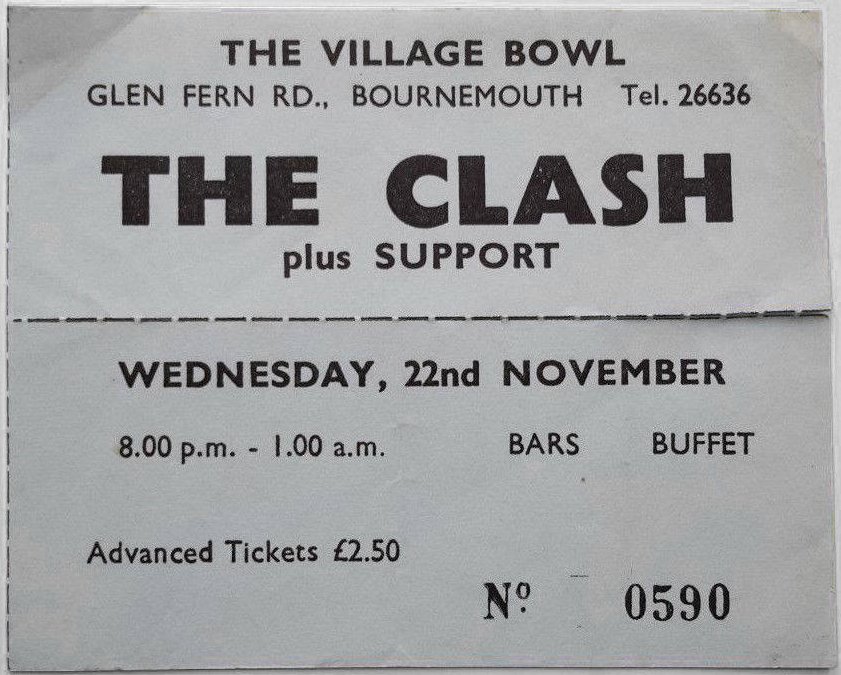 THE VILLAGE BOWL
GLEN FERN RD., BOURNEMOUTH Tel. 26636
THE CLASH
plus SUPPORT
WEDNESDAY, 22nd NOVEMBER
8.00 p.m. - 1.00 a.m. BARS BUFFET
Advanced Tickets £2.50
Nº 0590